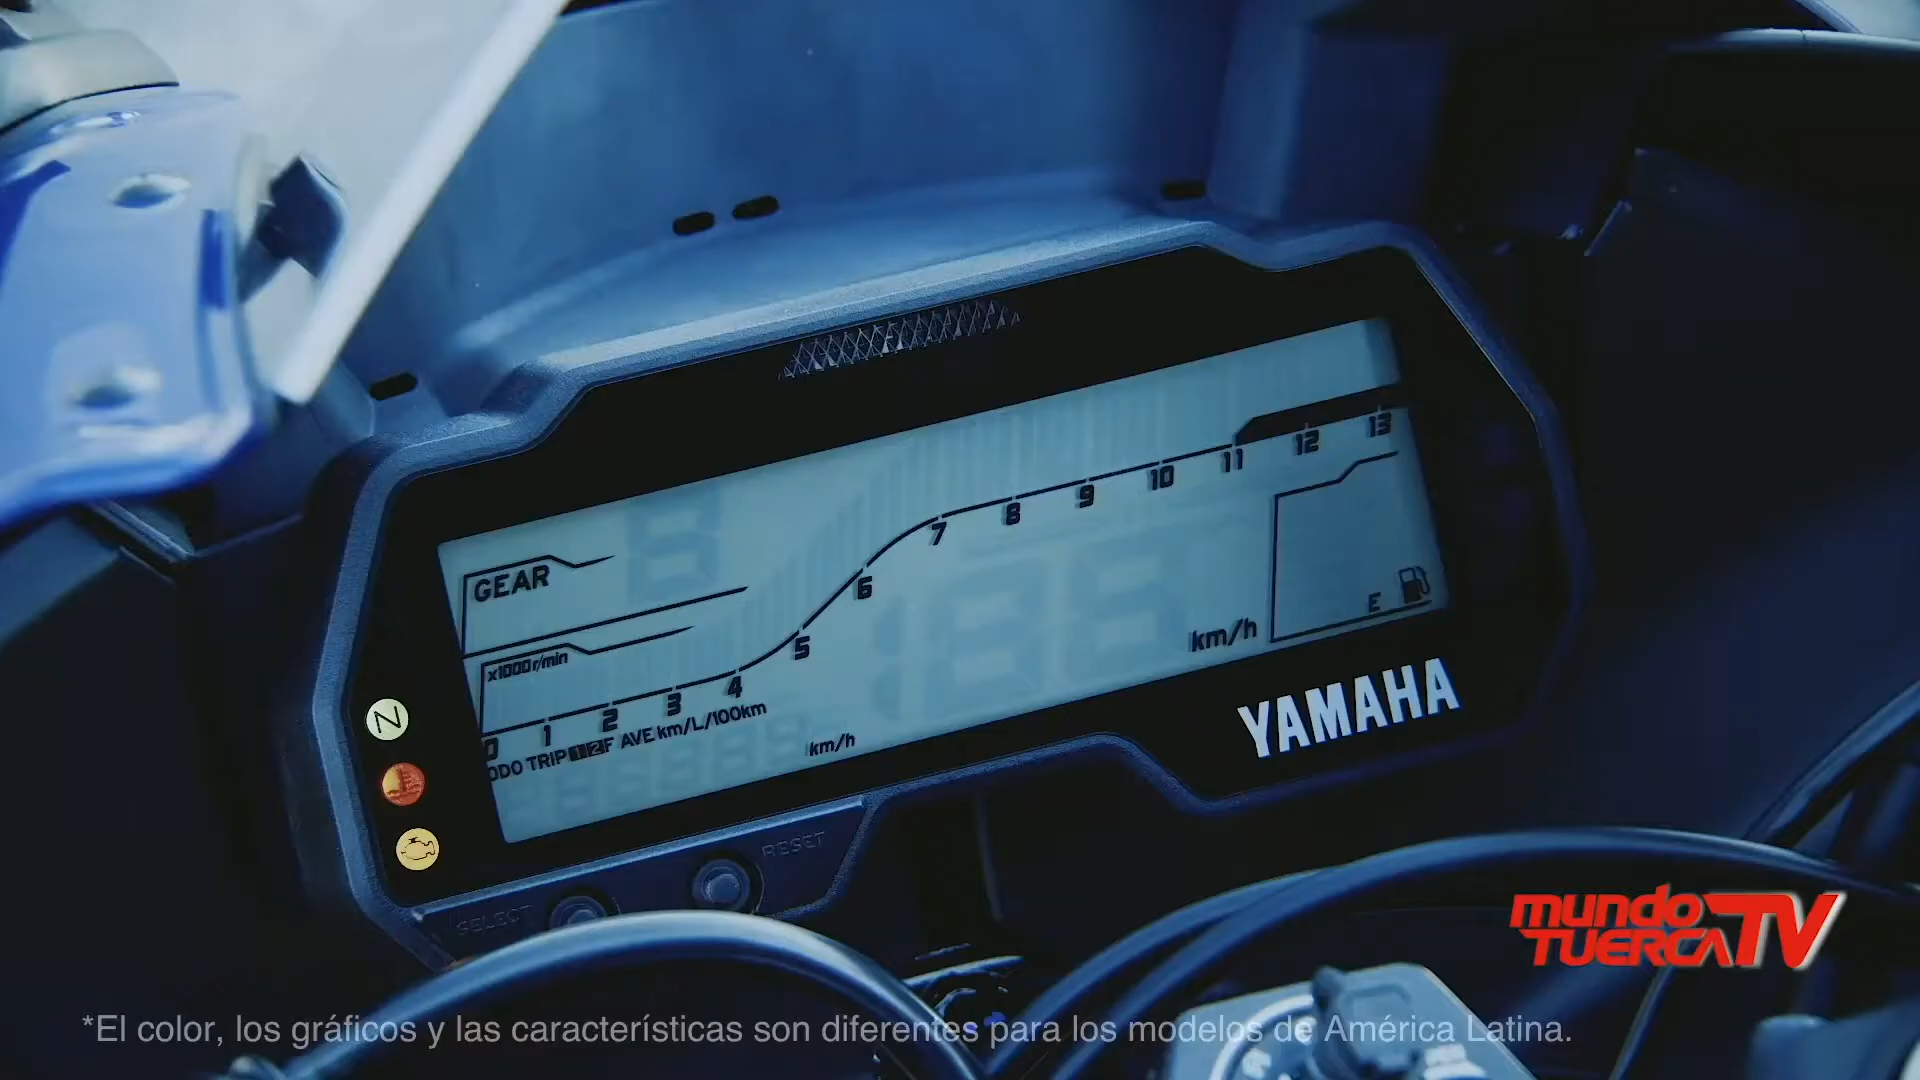 GEAR
x1000 r/min
0 1 2 3 4 5 6 7 8 9 10 11 12 13
ODO TRIP 1 2 F AVE km/L/100km
km/h
km/h
E
N
YAMAHA
SELECT
RESET
mundo
TUERCA TV
*El color, los gráficos y las características son diferentes para los modelos de América Latina.